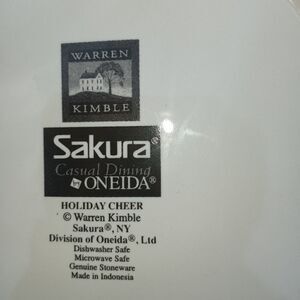 WARREN
KIMBLE
Sakura®
Casual Dining
by ONEIDA®
HOLIDAY CHEER
© Warren Kimble
Sakura®, NY
Division of Oneida®, Ltd
Dishwasher Safe
Microwave Safe
Genuine Stoneware
Made in Indonesia